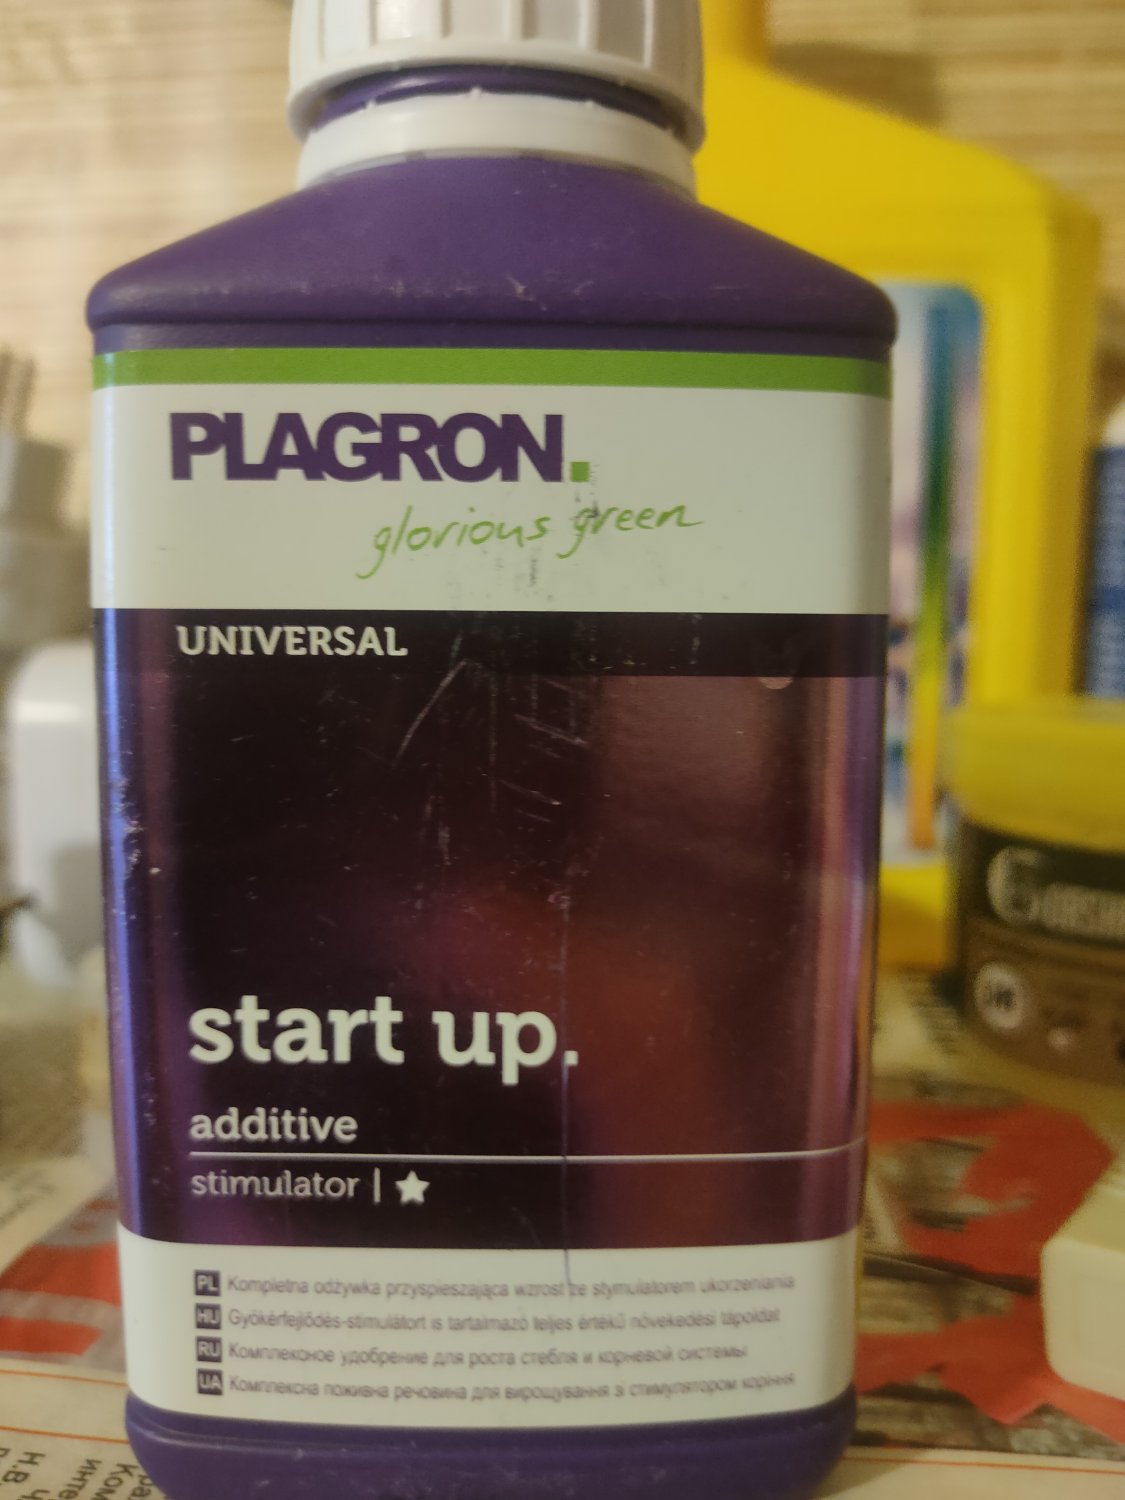 PLAGRON.
glorious green
UNIVERSAL
start up.
additive
stimulator | ★
PL Kompletna odżywka przyspieszająca wzrost ze stymulatorem ukorzeniania
HU Gyökérfejlődés-stimulátort is tartalmazó teljes értékű növekedési tápoldat
RU Комплексное удобрение для роста стебля и корневой системы
UA Комплексна поживна речовина для вирощування зі стимулятором коріння